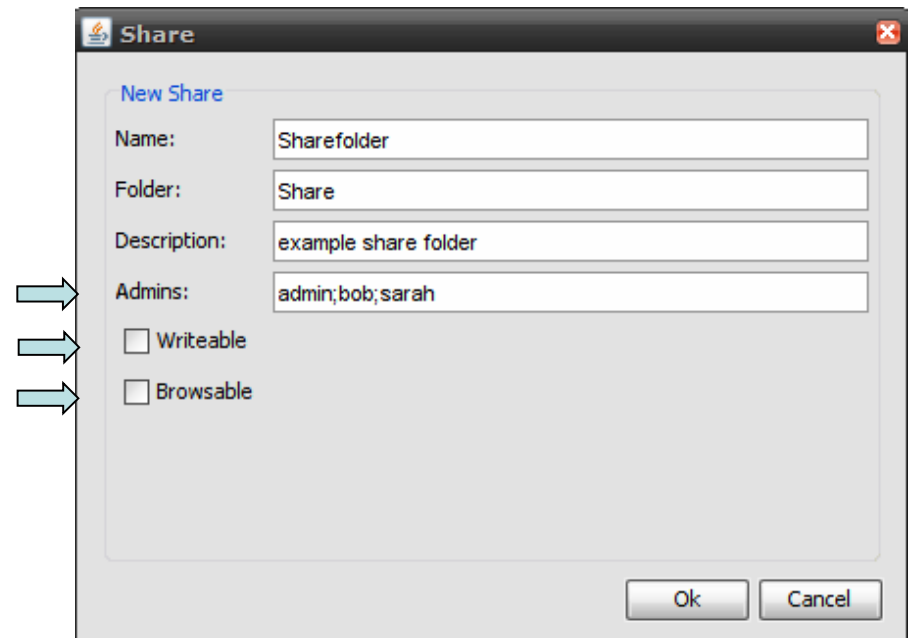 Share
New Share
Name: Sharefolder
Folder: Share
Description: example share folder
Admins: admin;bob;sarah
Writeable
Browsable
Ok Cancel